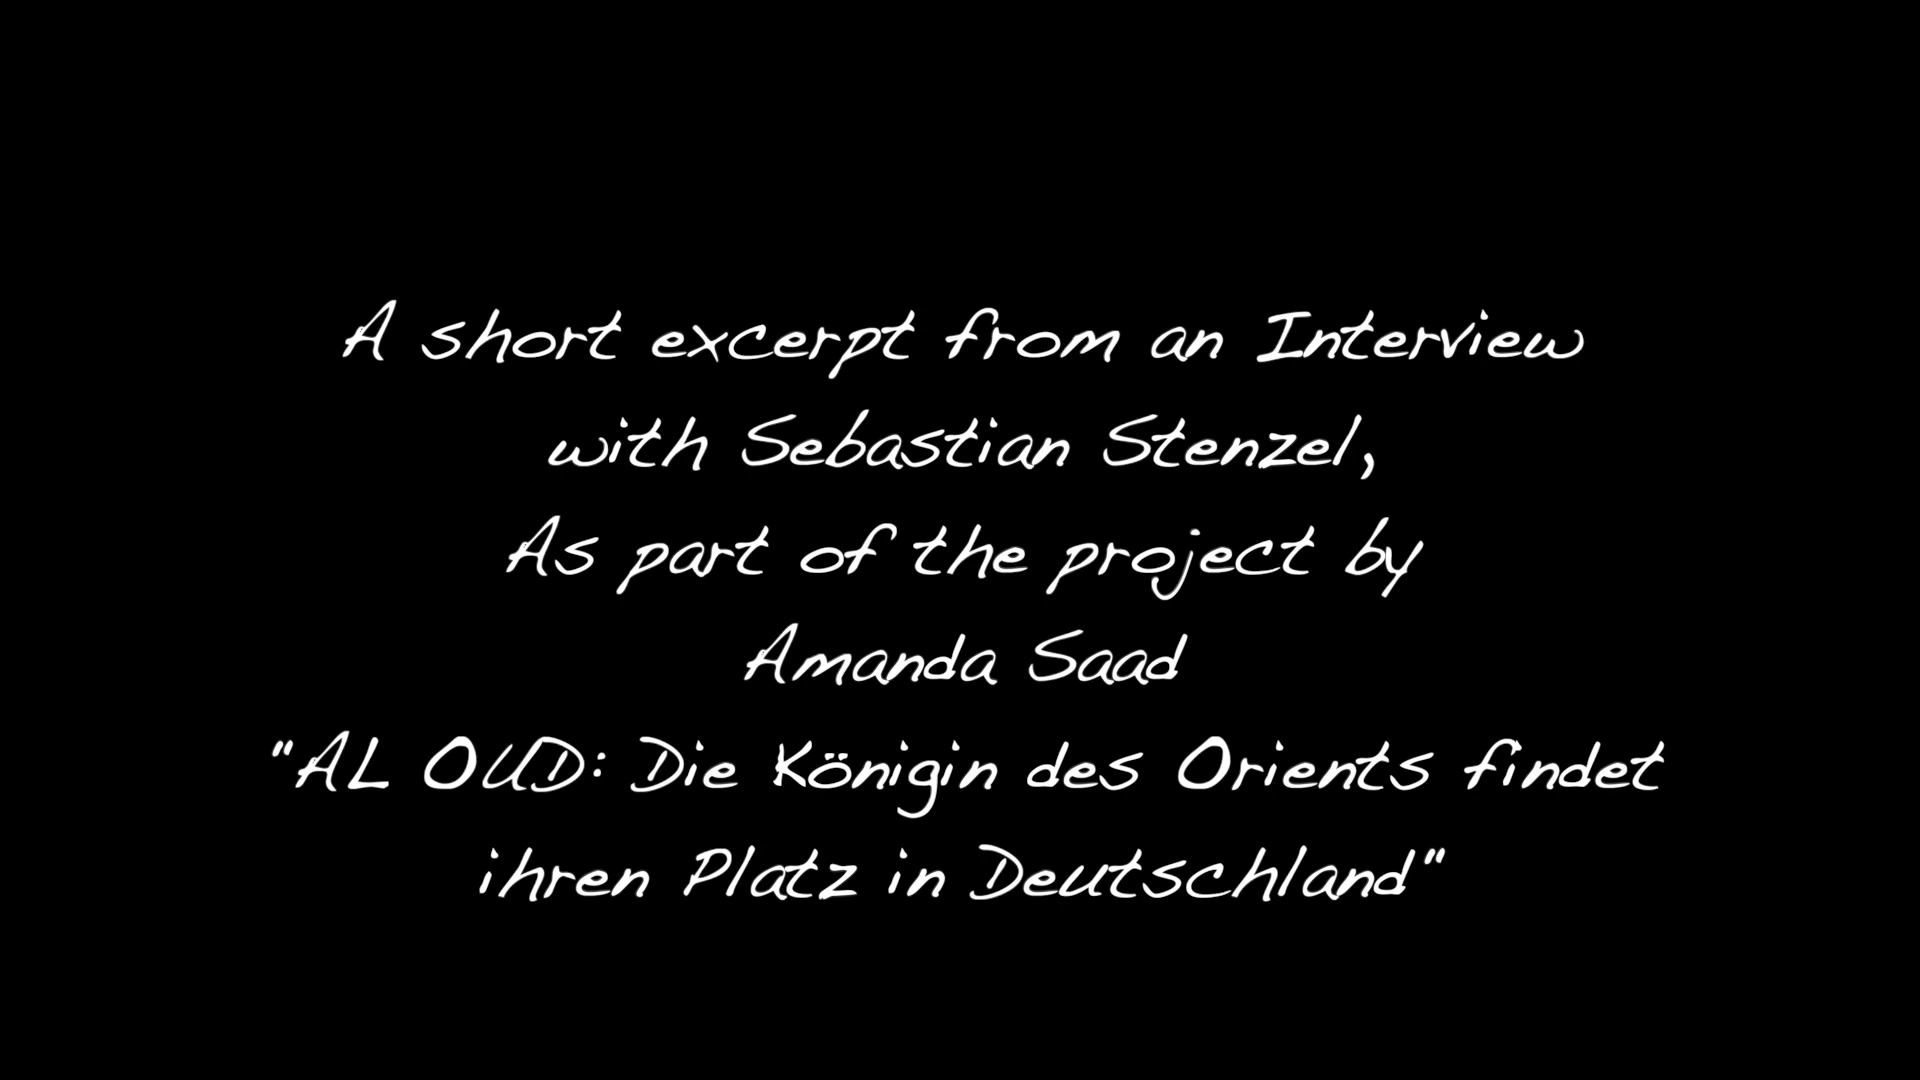 A short excerpt from an Interview
with Sebastian Stenzel,
As part of the project by
Amanda Saad
"AL OUD: Die Königin des Orients findet
ihren Platz in Deutschland"